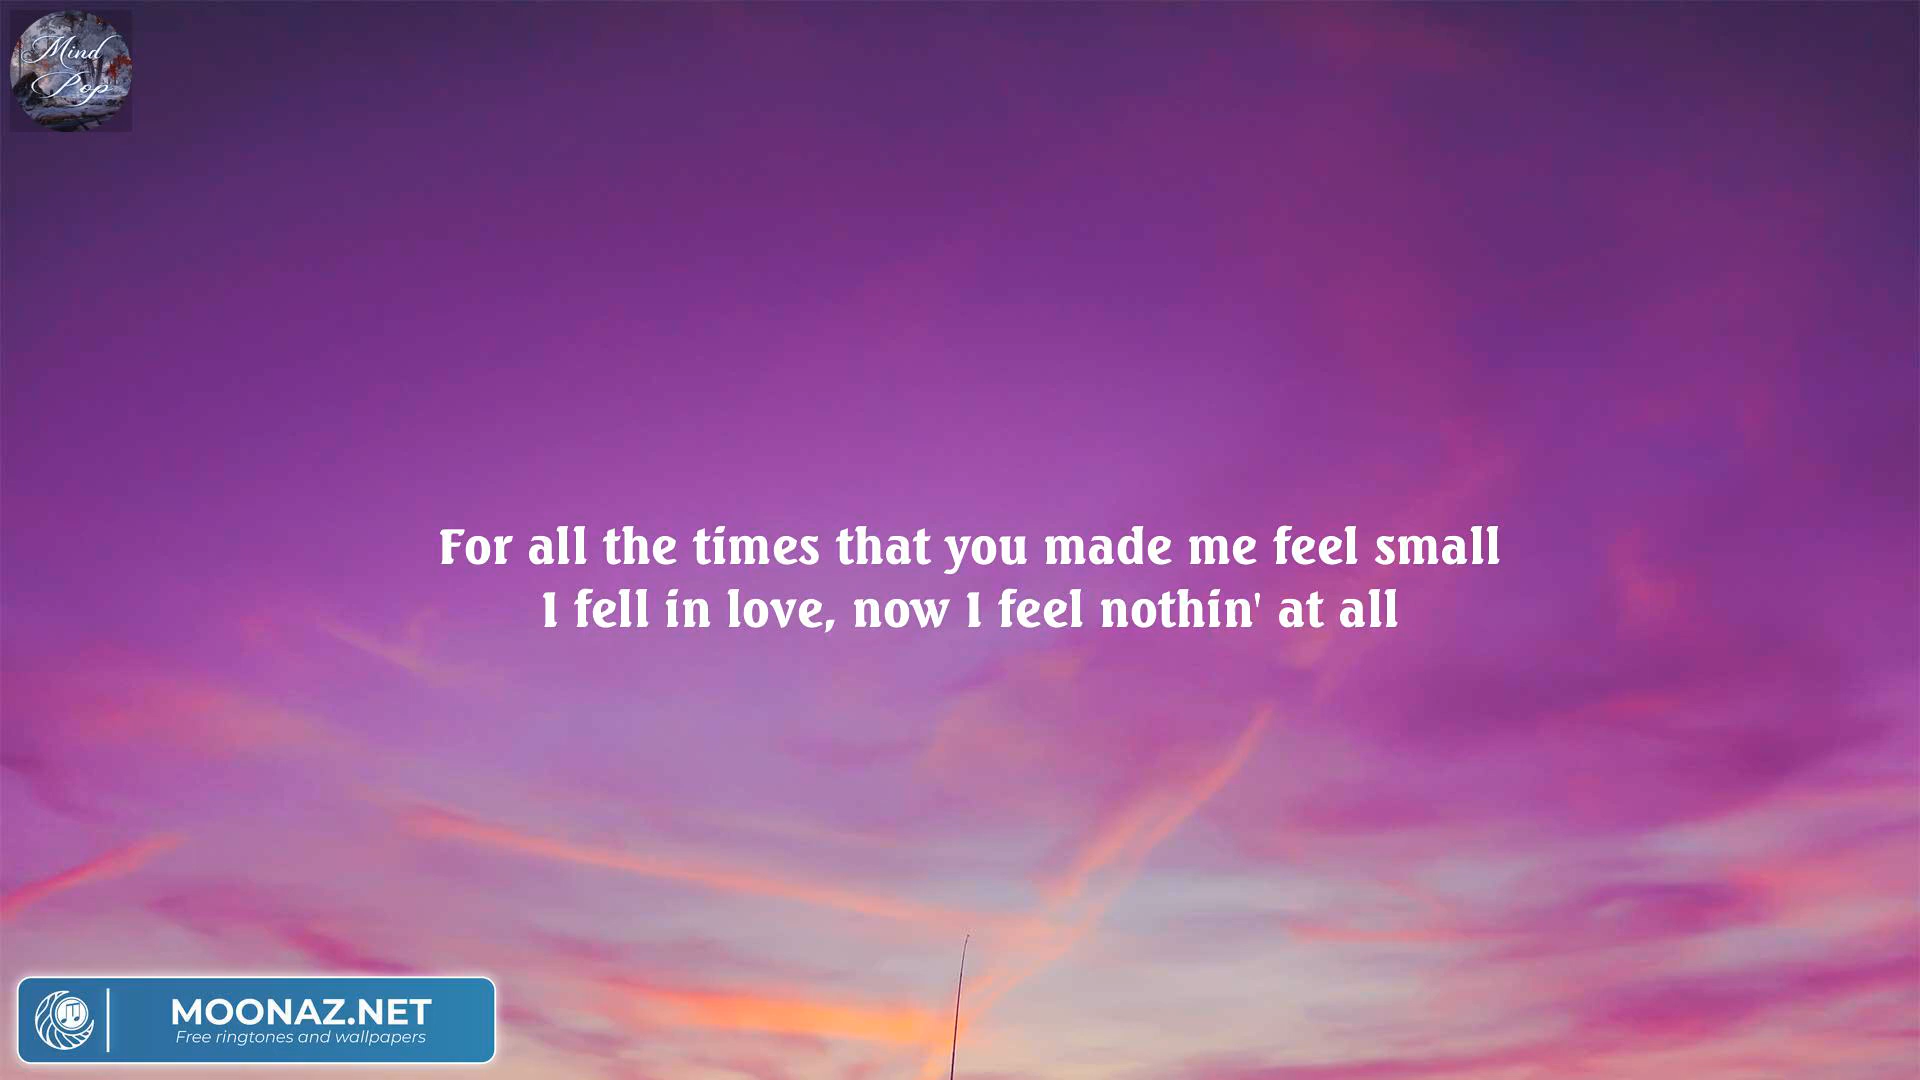 Mind
Pop
For all the times that you made me feel small
I fell in love, now I feel nothin' at all
MOONAZ.NET
Free ringtones and wallpapers